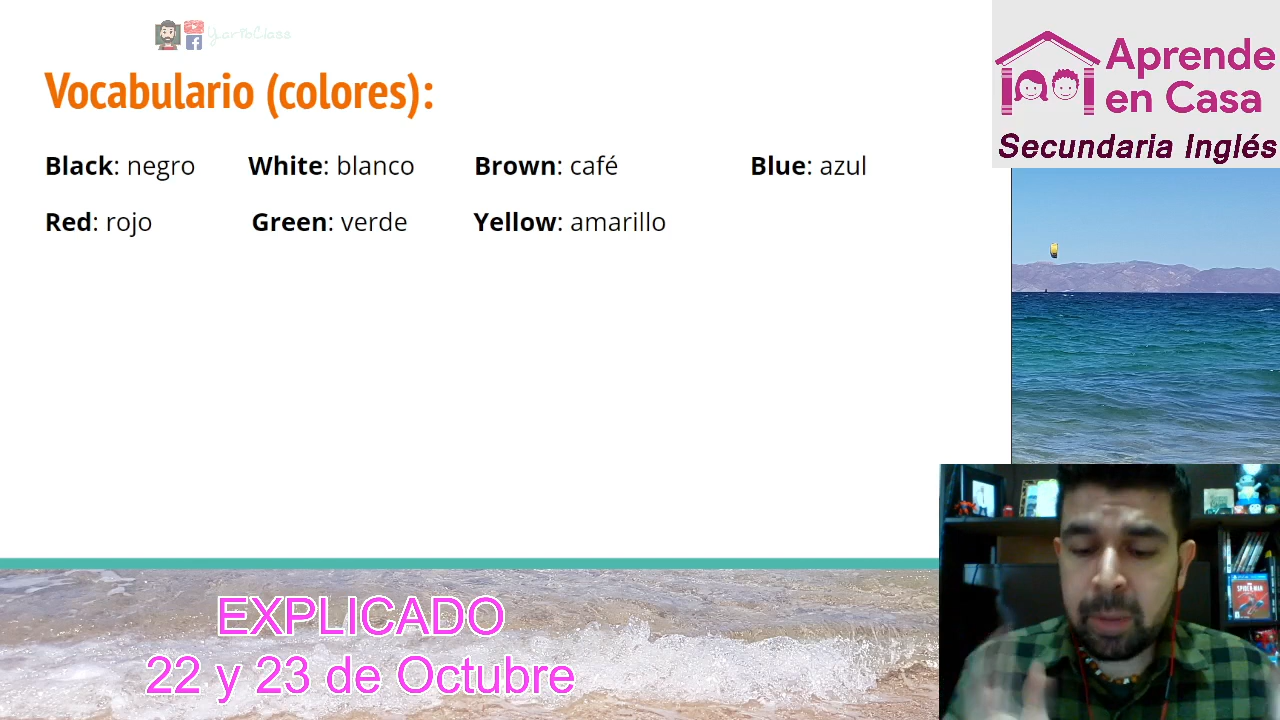 YarToClass
Vocabulario (colores):
Black: negro White: blanco Brown: café Blue: azul
Red: rojo Green: verde Yellow: amarillo
Aprende
en Casa
Secundaria Inglés
EXPLICADO
22 y 23 de Octubre